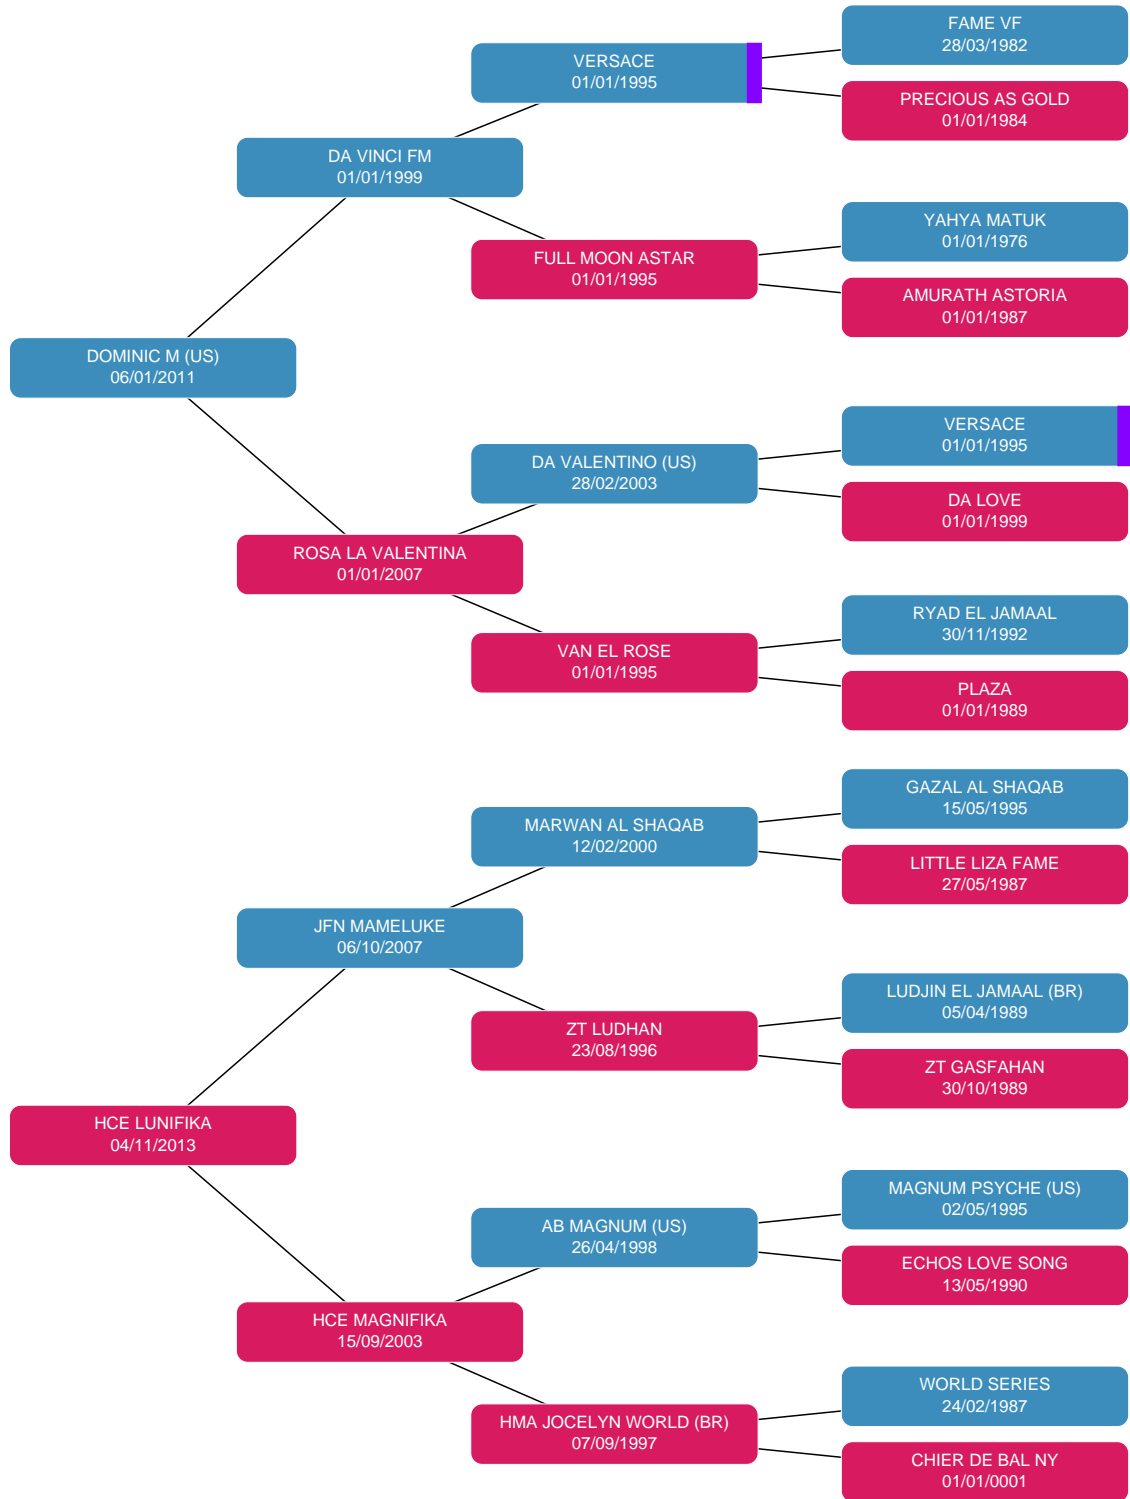 FAME VF
28/03/1982
VERSACE
01/01/1995
PRECIOUS AS GOLD
01/01/1984
DA VINCI FM
01/01/1999
YAHYA MATUK
01/01/1976
FULL MOON ASTAR
01/01/1995
AMURATH ASTORIA
01/01/1987
DOMINIC M (US)
06/01/2011
VERSACE
01/01/1995
DA VALENTINO (US)
28/02/2003
DA LOVE
01/01/1999
ROSA LA VALENTINA
01/01/2007
RYAD EL JAMAAL
30/11/1992
VAN EL ROSE
01/01/1995
PLAZA
01/01/1989
GAZAL AL SHAQAB
15/05/1995
MARWAN AL SHAQAB
12/02/2000
LITTLE LIZA FAME
27/05/1987
JFN MAMELUKE
06/10/2007
LUDJIN EL JAMAAL (BR)
05/04/1989
ZT LUDHAN
23/08/1996
ZT GASFAHAN
30/10/1989
HCE LUNIFIKA
04/11/2013
MAGNUM PSYCHE (US)
02/05/1995
AB MAGNUM (US)
26/04/1998
ECHOS LOVE SONG
13/05/1990
HCE MAGNIFIKA
15/09/2003
WORLD SERIES
24/02/1987
HMA JOCELYN WORLD (BR)
07/09/1997
CHIER DE BAL NY
01/01/0001